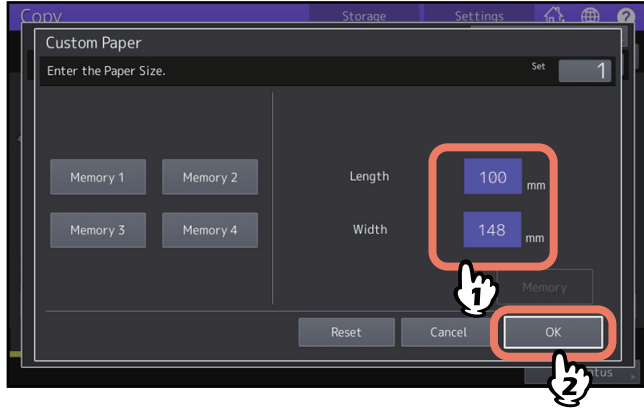 Copy Storage Settings
Custom Paper
Enter the Paper Size.
Set 1
Memory 1 Memory 2
Length 100 mm
Memory 3 Memory 4
Width 148 mm
1
Memory
Reset Cancel OK
2